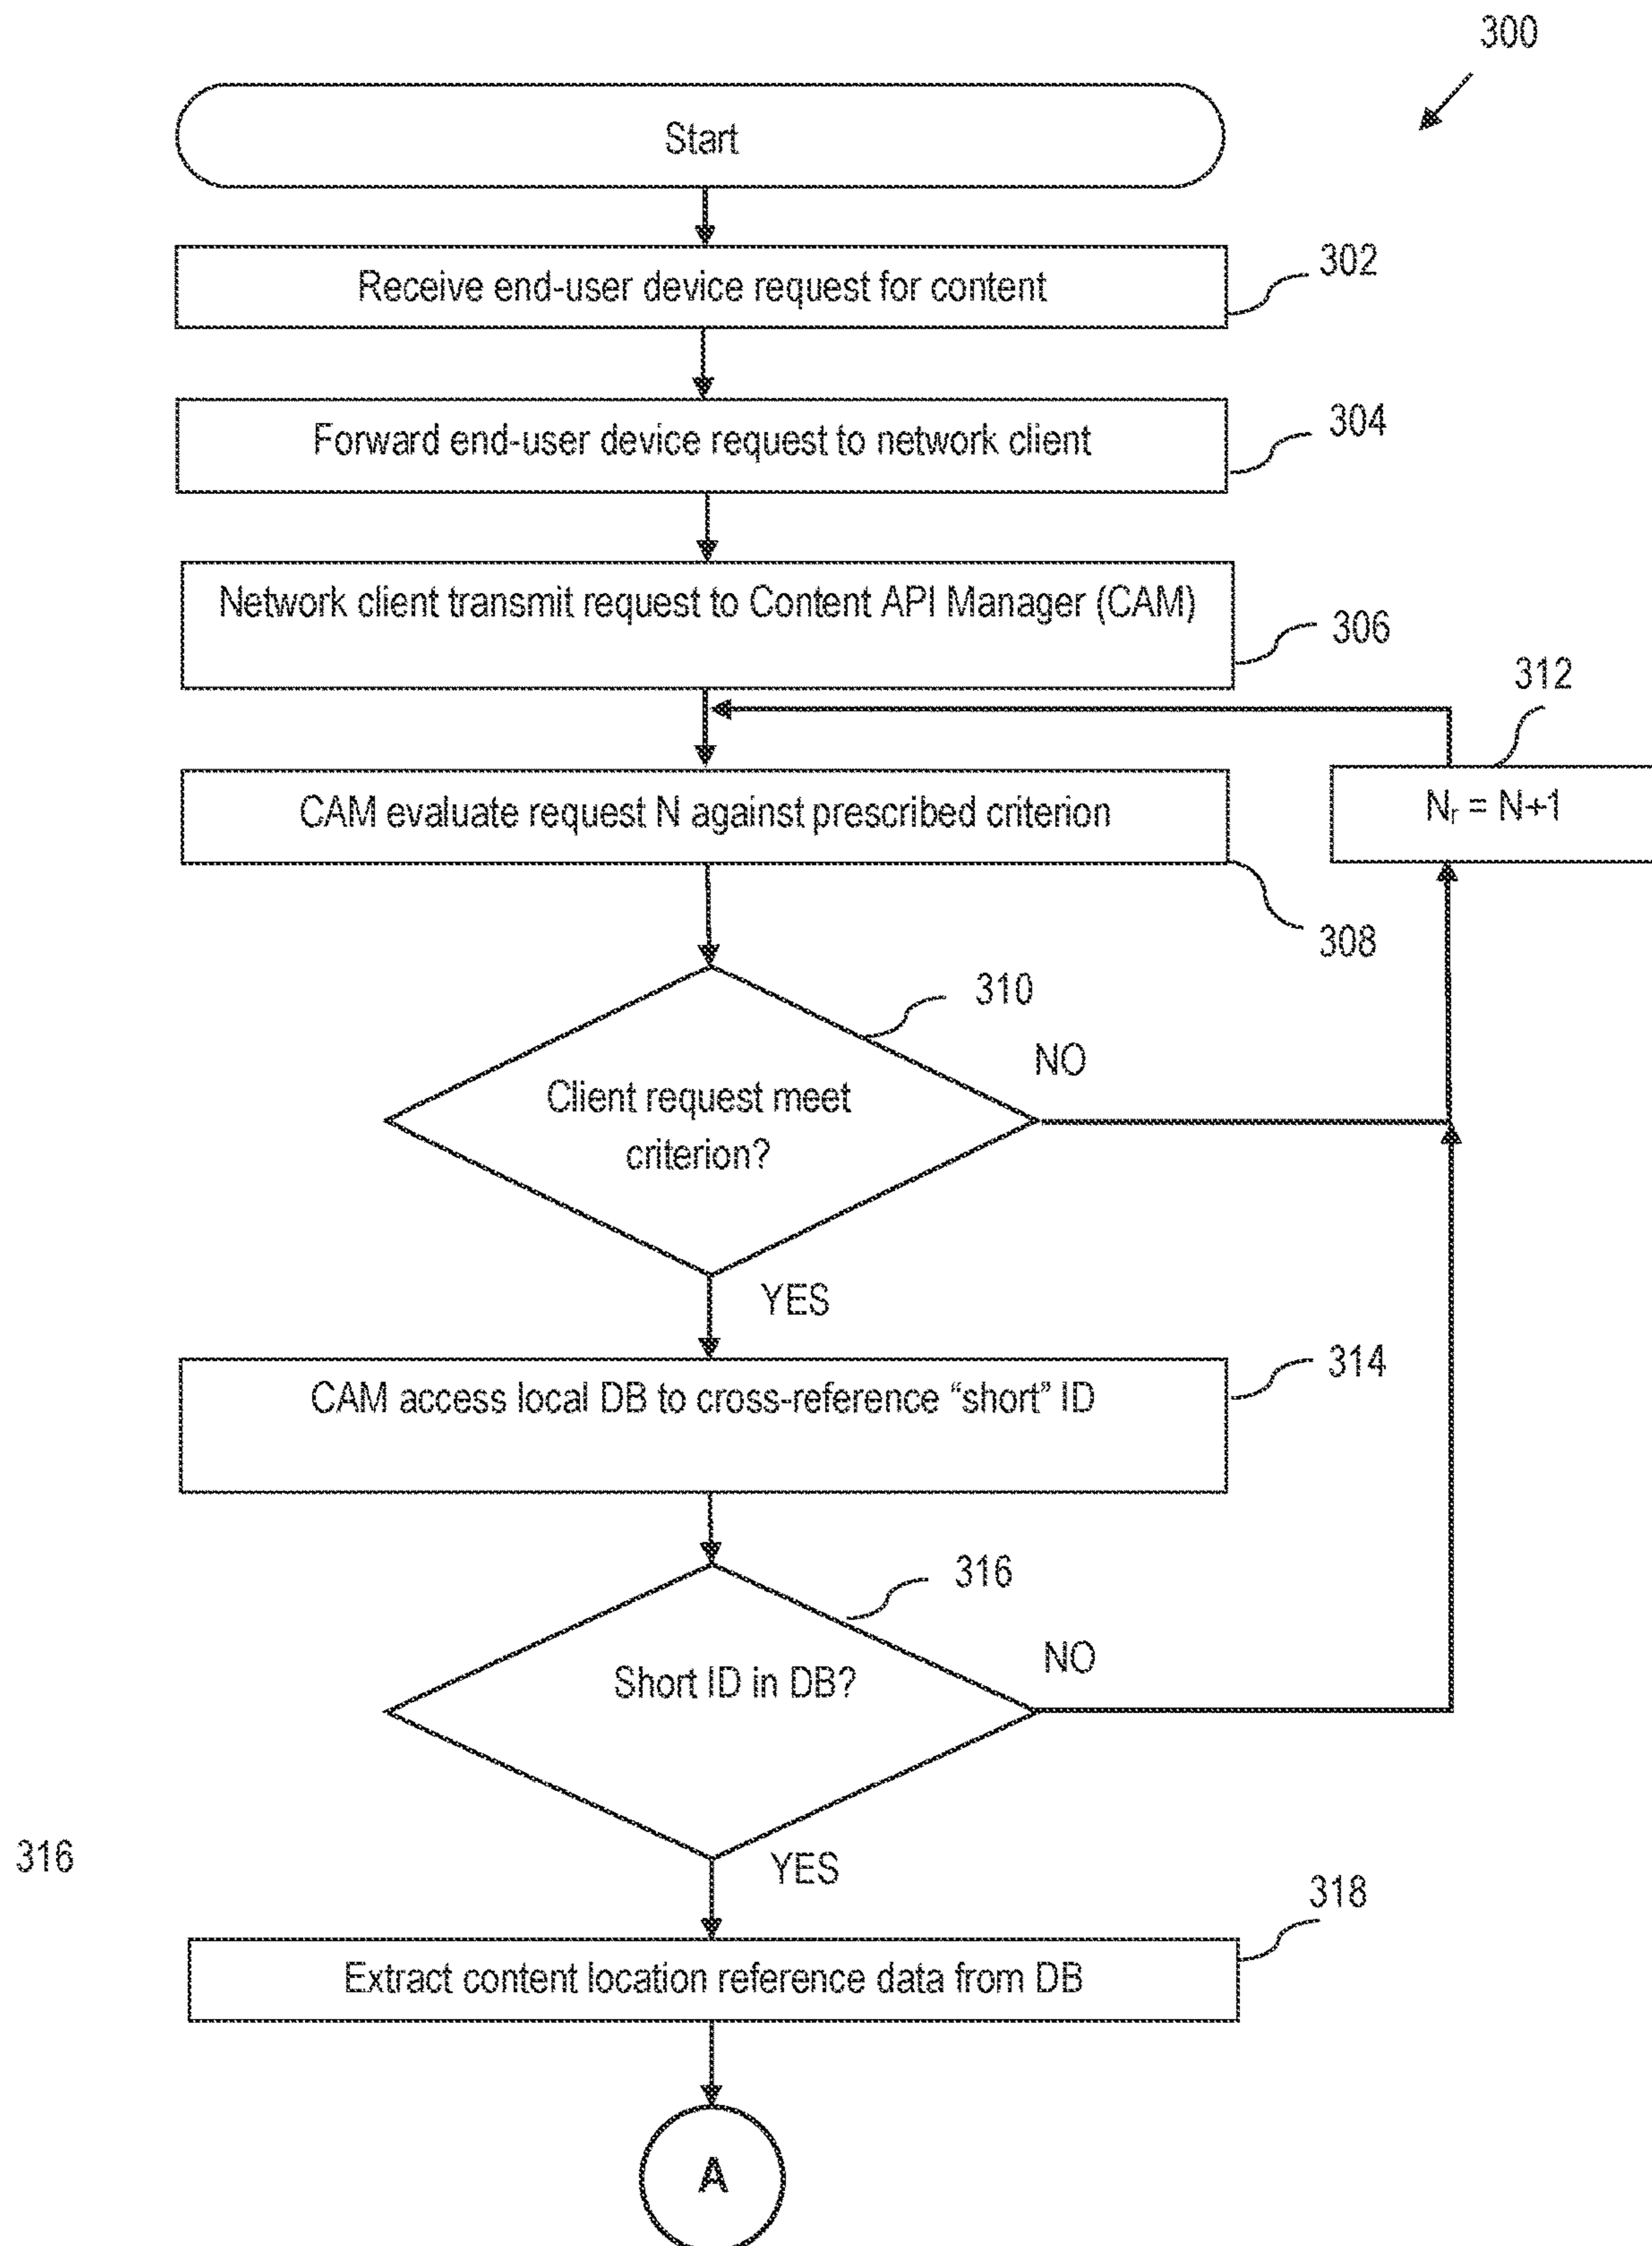 300
Start
Receive end-user device request for content
302
Forward end-user device request to network client
304
Network client transmit request to Content API Manager (CAM)
306
312
CAM evaluate request N against prescribed criterion
Nr = N+1
308
310
NO
Client request meet
criterion?
YES
314
CAM access local DB to cross-reference “short” ID
316
NO
Short ID in DB?
316
YES
318
Extract content location reference data from DB
A